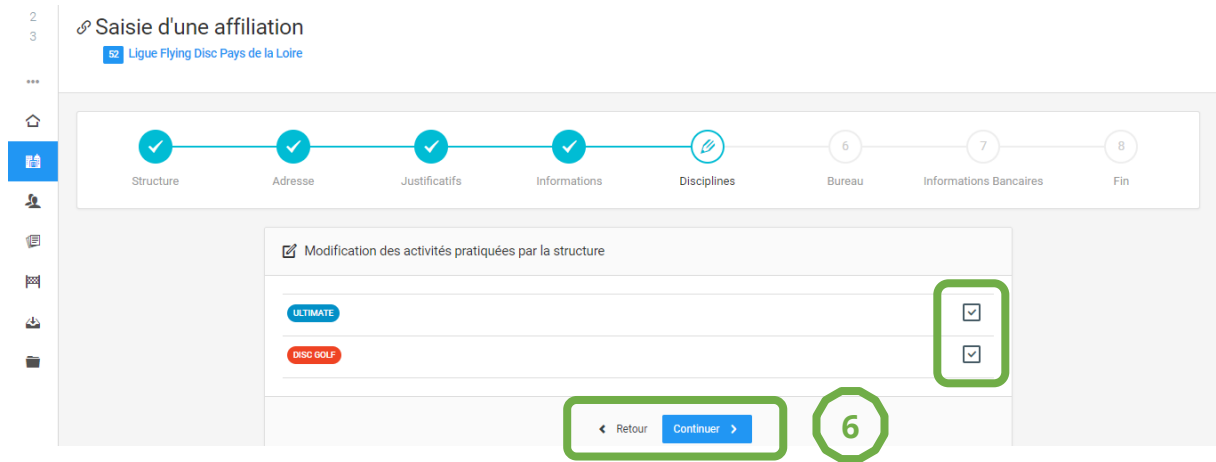 2
3
Saisie d'une affiliation
52 Ligue Flying Disc Pays de la Loire
6 7 8
Structure Adresse Justificatifs Informations Disciplines Bureau Informations Bancaires Fin
Modification des activités pratiquées par la structure
ULTIMATE
DISC GOLF
Retour Continuer
6